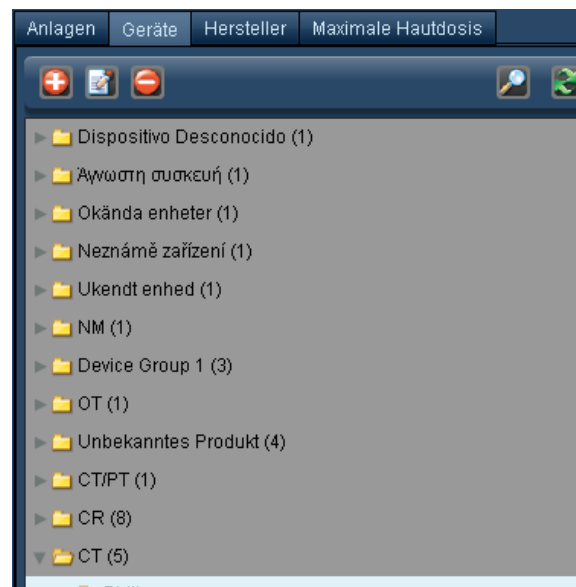 Anlagen Geräte Hersteller Maximale Hautdosis
Dispositivo Desconocido (1)
Άγνωστη συσκευή (1)
Okända enheter (1)
Neznámě zařízení (1)
Ukendt enhed (1)
NM (1)
Device Group 1 (3)
OT (1)
Unbekanntes Produkt (4)
CT/PT (1)
CR (8)
CT (5)